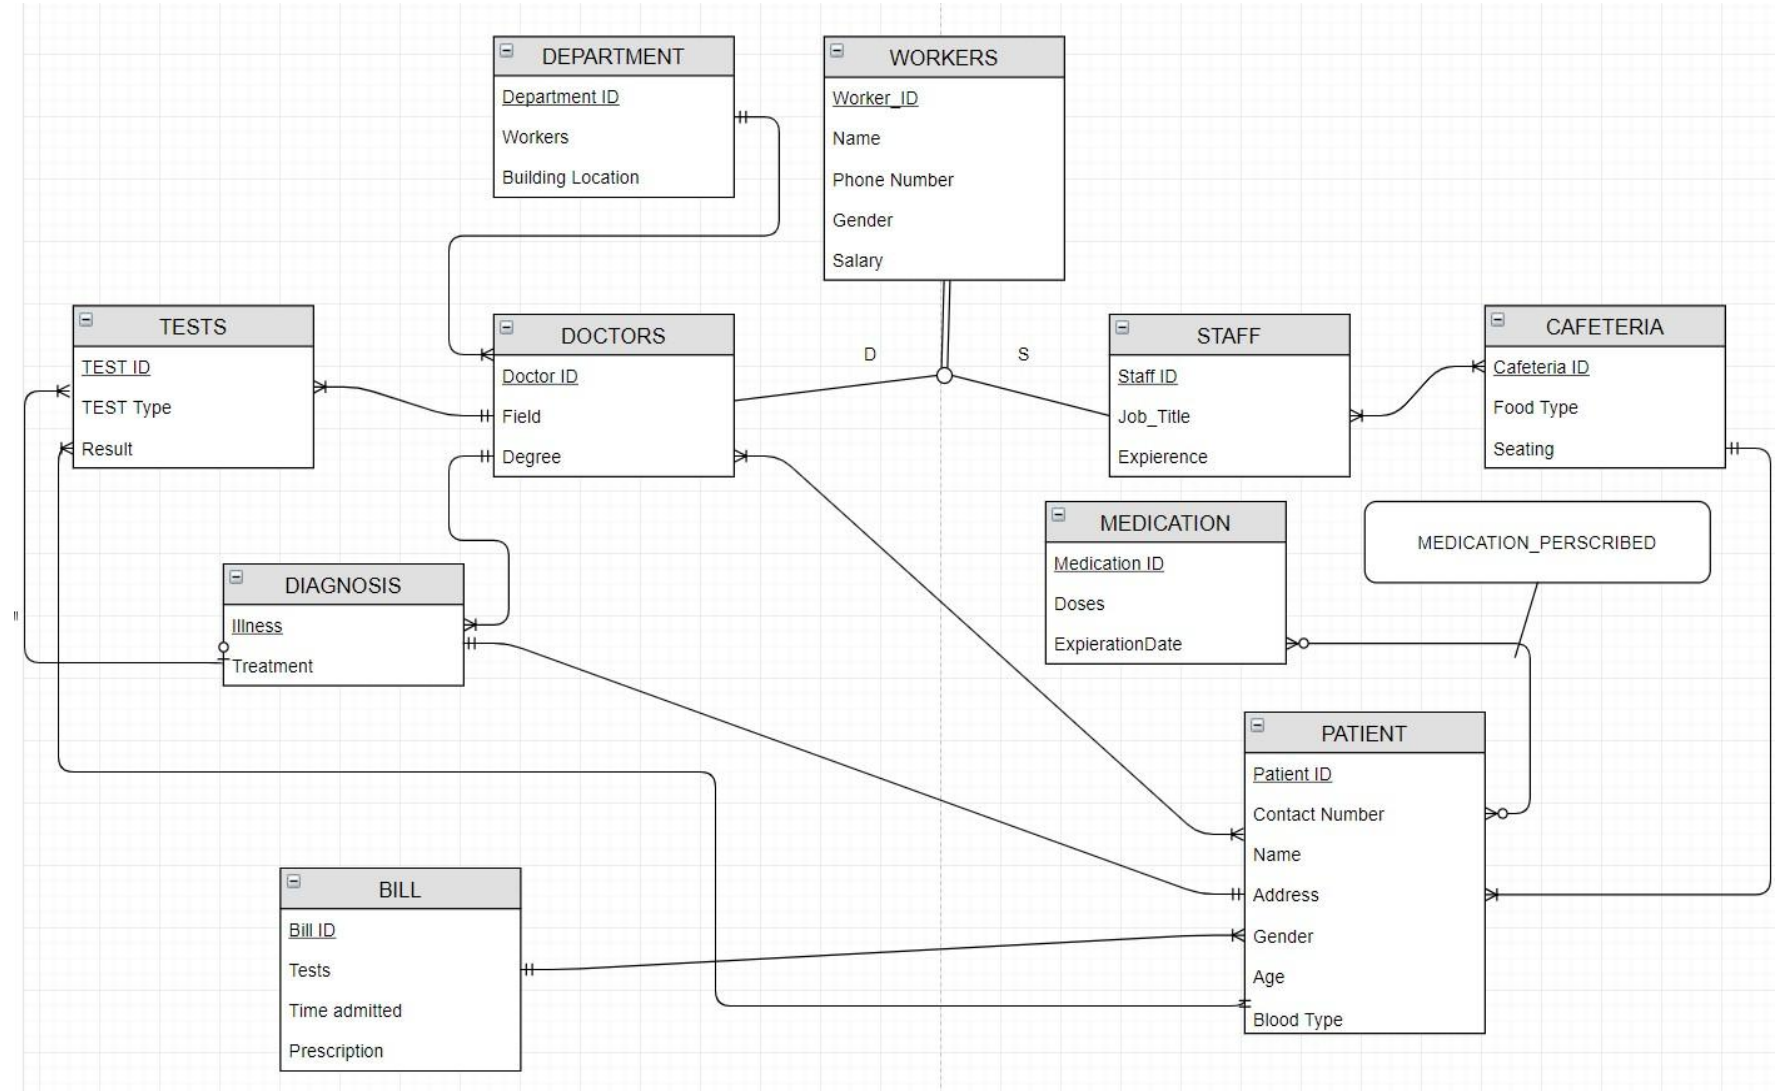 DEPARTMENT
Department ID
Workers
Building Location
WORKERS
Worker_ID
Name
Phone Number
Gender
Salary
TESTS
TEST ID
TEST Type
Result
DOCTORS
Doctor ID
Field
Degree
D
S
STAFF
Staff ID
Job_Title
Expierence
CAFETERIA
Cafeteria ID
Food Type
Seating
MEDICATION
Medication ID
Doses
ExpierationDate
MEDICATION_PERSCRIBED
DIAGNOSIS
Illness
Treatment
PATIENT
Patient ID
Contact Number
Name
Address
Gender
Age
Blood Type
BILL
Bill ID
Tests
Time admitted
Prescription